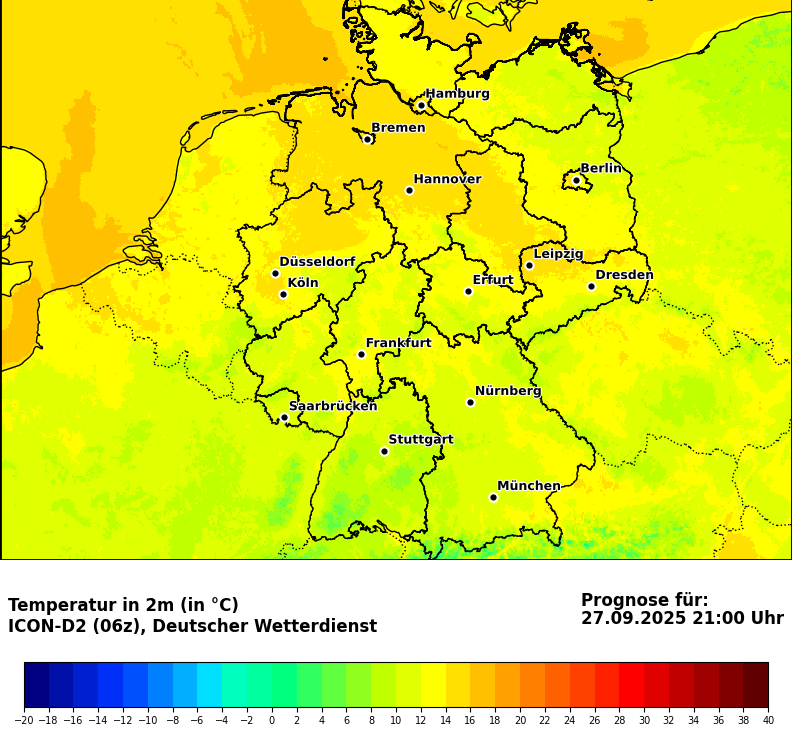 Hamburg
Bremen
Berlin
Hannover
Leipzig
Düsseldorf
Dresden
Köln
Erfurt
Frankfurt
Nürnberg
Saarbrücken
Stuttgart
München
Temperatur in 2m (in °C)
ICON-D2 (06z), Deutscher Wetterdienst
Prognose für:
27.09.2025 21:00 Uhr
−20 −18 −16 −14 −12 −10 −8 −6 −4 −2 0 2 4 6 8 10 12 14 16 18 20 22 24 26 28 30 32 34 36 38 40